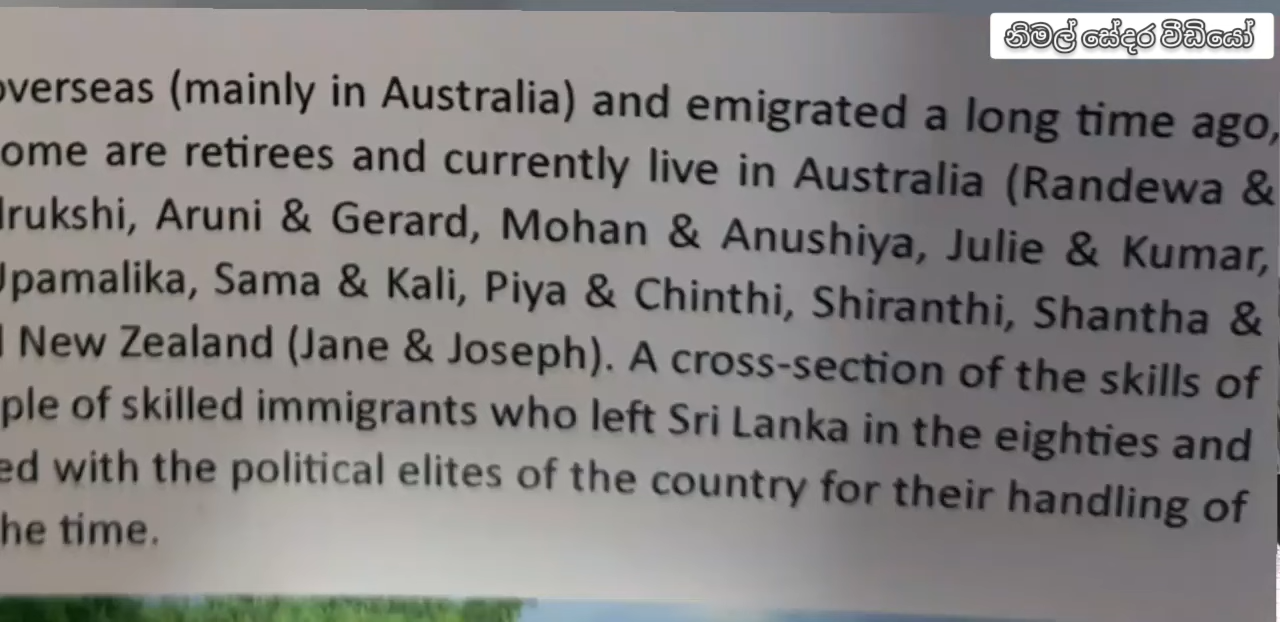 නිමල් සේදර වීඩියෝ
overseas (mainly in Australia) and emigrated a long time ago,
ome are retirees and currently live in Australia (Randewa &
rukshi, Aruni & Gerard, Mohan & Anushiya, Julie & Kumar,
Upamalika, Sama & Kali, Piya & Chinthi, Shiranthi, Shantha &
New Zealand (Jane & Joseph). A cross-section of the skills of
ple of skilled immigrants who left Sri Lanka in the eighties and
ed with the political elites of the country for their handling of
he time.